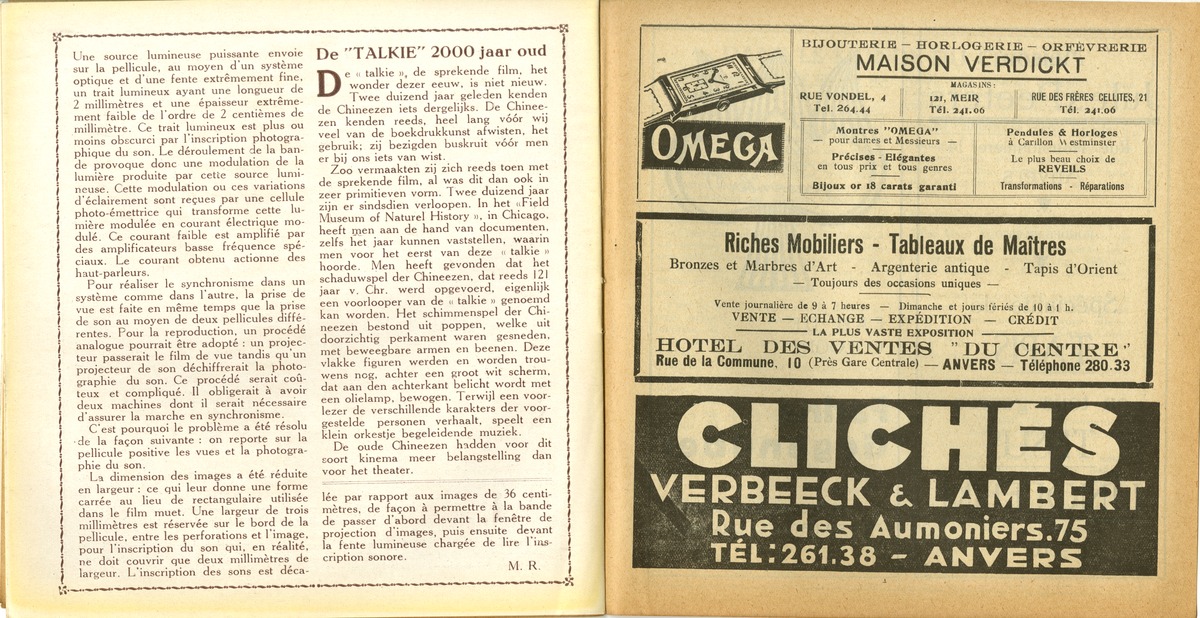 Une source lumineuse puissante envoie
sur la pellicule, au moyen d'un système
optique et d'une fente extrêmement fine,
un trait lumineux ayant une longueur de
2 millimètres et une épaisseur extrême-
ment faible de l'ordre de 2 centièmes de
millimètre. Ce trait lumineux est plus ou
moins obscurci par l'inscription photogra-
phique du son. Le déroulement de la ban-
de provoque donc une modulation de la
lumière produite par cette source lumi-
neuse. Cette modulation ou ces variations
d'éclairement sont reçues par une cellule
photo-émettrice qui transforme cette lu-
mière modulée en courant électrique mo-
dulé. Ce courant faible est amplifié par
des amplificateurs basse fréquence spé-
ciaux. Le courant obtenu actionne des
haut-parleurs.
Pour réaliser le synchronisme dans un
système comme dans l'autre, la prise de
vue est faite en même temps que la prise
de son au moyen de deux pellicules diffé-
rentes. Pour la reproduction, un procédé
analogue pourrait être adopté : un projec-
teur passerait le film de vue tandis qu'un
projecteur de son déchiffrerait la photo-
graphie du son. Ce procédé serait coû-
teux et compliqué. Il obligerait à avoir
deux machines dont il serait nécessaire
d'assurer la marche en synchronisme.
C'est pourquoi le problème a été résolu
de la façon suivante : on reporte sur la
pellicule positive les vues et la photogra-
phie du son.
La dimension des images a été réduite
en largeur : ce qui leur donne une forme
carrée au lieu de rectangulaire utilisée
dans le film muet. Une largeur de trois
millimètres est réservée sur le bord de la
pellicule, entre les perforations et l'image,
pour l'inscription du son qui, en réalité,
ne doit couvrir que deux millimètres de
largeur. L'inscription des sons est déca-
De "TALKIE" 2000 jaar oud
De « talkie », de sprekende film, het
wonder dezer eeuw, is niet nieuw.
Twee duizend jaar geleden kenden
de Chineezen iets dergelijks. De Chinee-
zen kenden reeds, heel lang vóór wij
veel van de boekdrukkunst afwisten, het
gebruik; zij bezigden buskruit vóór men
er bij ons iets van wist.
Zoo vermaakten zij zich reeds toen met
de sprekende film, al was dit dan ook in
zeer primitieven vorm. Twee duizend jaar
zijn er sindsdien verloopen. In het «Field
Museum of Naturel History », in Chicago,
heeft men aan de hand van documenten,
zelfs het jaar kunnen vaststellen, waarin
men voor het eerst van deze « talkie »
hoorde. Men heeft gevonden dat het
schaduwspel der Chineezen, dat reeds 121
jaar v. Chr. werd opgevoerd, eigenlijk
een voorlooper van de « talkie » genoemd
kan worden. Het schimmenspel der Chi-
neezen bestond uit poppen, welke uit
doorzichtig perkament waren gesneden,
met beweegbare armen en beenen. Deze
vlakke figuren werden en worden trou-
wens nog, achter een groot wit scherm,
dat aan den achterkant belicht wordt met
een olielamp, bewogen. Terwijl een voor-
lezer de verschillende karakters der voor-
gestelde personen verhaalt, speelt een
klein orkestje begeleidende muziek.
De oude Chineezen hadden voor dit
soort kinema meer belangstelling dan
voor het theater.
lée par rapport aux images de 36 centi-
mètres, de façon à permettre à la bande
de passer d'abord devant la fenêtre de
projection d'images, puis ensuite devant
la fente lumineuse chargée de lire l'ins-
cription sonore.
M. R.
OMEGA
BIJOUTERIE – HORLOGERIE – ORFÈVRERIE
MAISON VERDICKT
MAGASINS:
RUE VONDEL, 4
Tél. 264.44
121, MEIR
Tél. 241.06
RUE DES FRÈRES CELLITES, 21
Tél. 241.06
Montres "OMEGA"
— pour dames et Messieurs —
Précises - Elégantes
en tous prix et tous genres
Bijoux or 18 carats garanti
Pendules & Horloges
à Carillon Westminster
Le plus beau choix de
REVEILS
Transformations - Réparations
Riches Mobiliers - Tableaux de Maîtres
Bronzes et Marbres d'Art - Argenterie antique - Tapis d'Orient
— Toujours des occasions uniques —
Vente journalière de 9 à 7 heures — Dimanche et jours fériés de 10 à 1 h.
VENTE — ECHANGE — EXPÉDITION — CRÉDIT
LA PLUS VASTE EXPOSITION
HOTEL DES VENTES "DU CENTRE"
Rue de la Commune, 10 (Près Gare Centrale) — ANVERS — Téléphone 280.33
CLICHÉS
VERBEECK & LAMBERT
Rue des Aumoniers.75
TÉL:261.38 – ANVERS